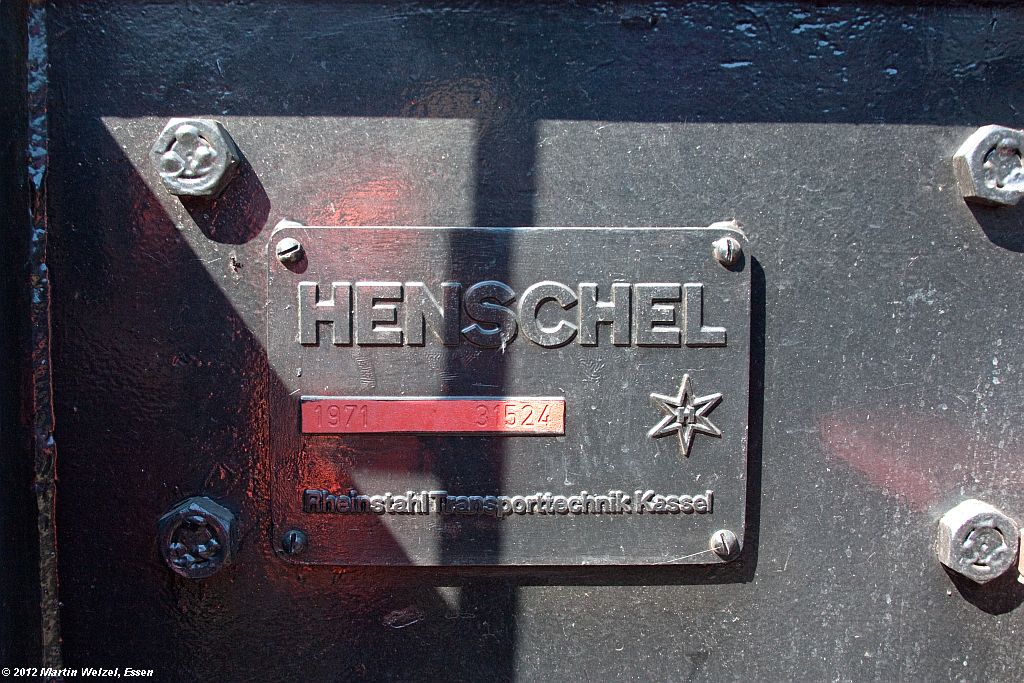 HENSCHEL
1971 31524
H
Rheinstahl Transporttechnik Kassel
© 2012 Martin Welzel, Essen